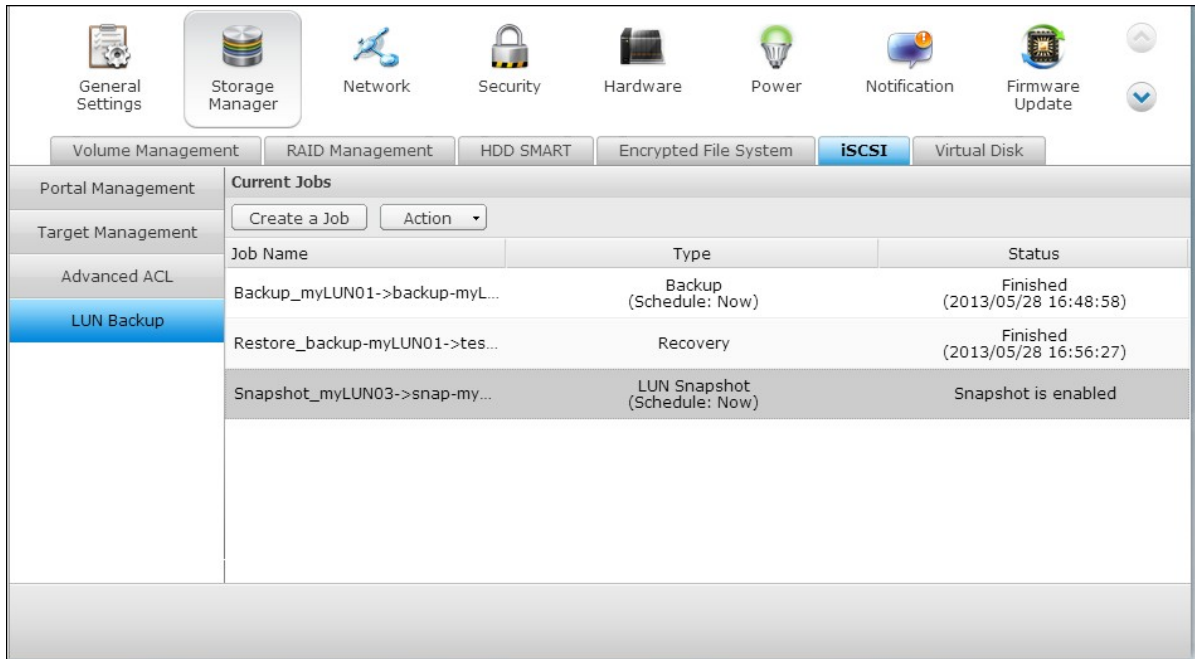 General
Settings
Storage
Manager
Network
Security
Hardware
Power
Notification
Firmware
Update
Volume Management
RAID Management
HDD SMART
Encrypted File System
iSCSI
Virtual Disk
Portal Management
Target Management
Advanced ACL
LUN Backup
Current Jobs
Create a Job
Action
Job Name
Type
Status
Backup_myLUN01->backup-myL...
Backup
(Schedule: Now)
Finished
(2013/05/28 16:48:58)
Restore_backup-myLUN01->tes...
Recovery
Finished
(2013/05/28 16:56:27)
Snapshot_myLUN03->snap-my...
LUN Snapshot
(Schedule: Now)
Snapshot is enabled